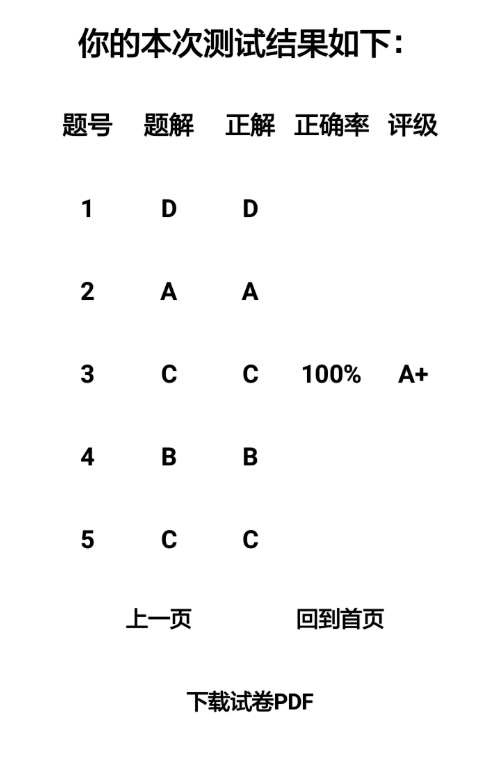 你的本次测试结果如下：
题号 题解 正解 正确率 评级
1 D D
2 A A
3 C C 100% A+
4 B B
5 C C
上一页 回到首页
下载试卷PDF